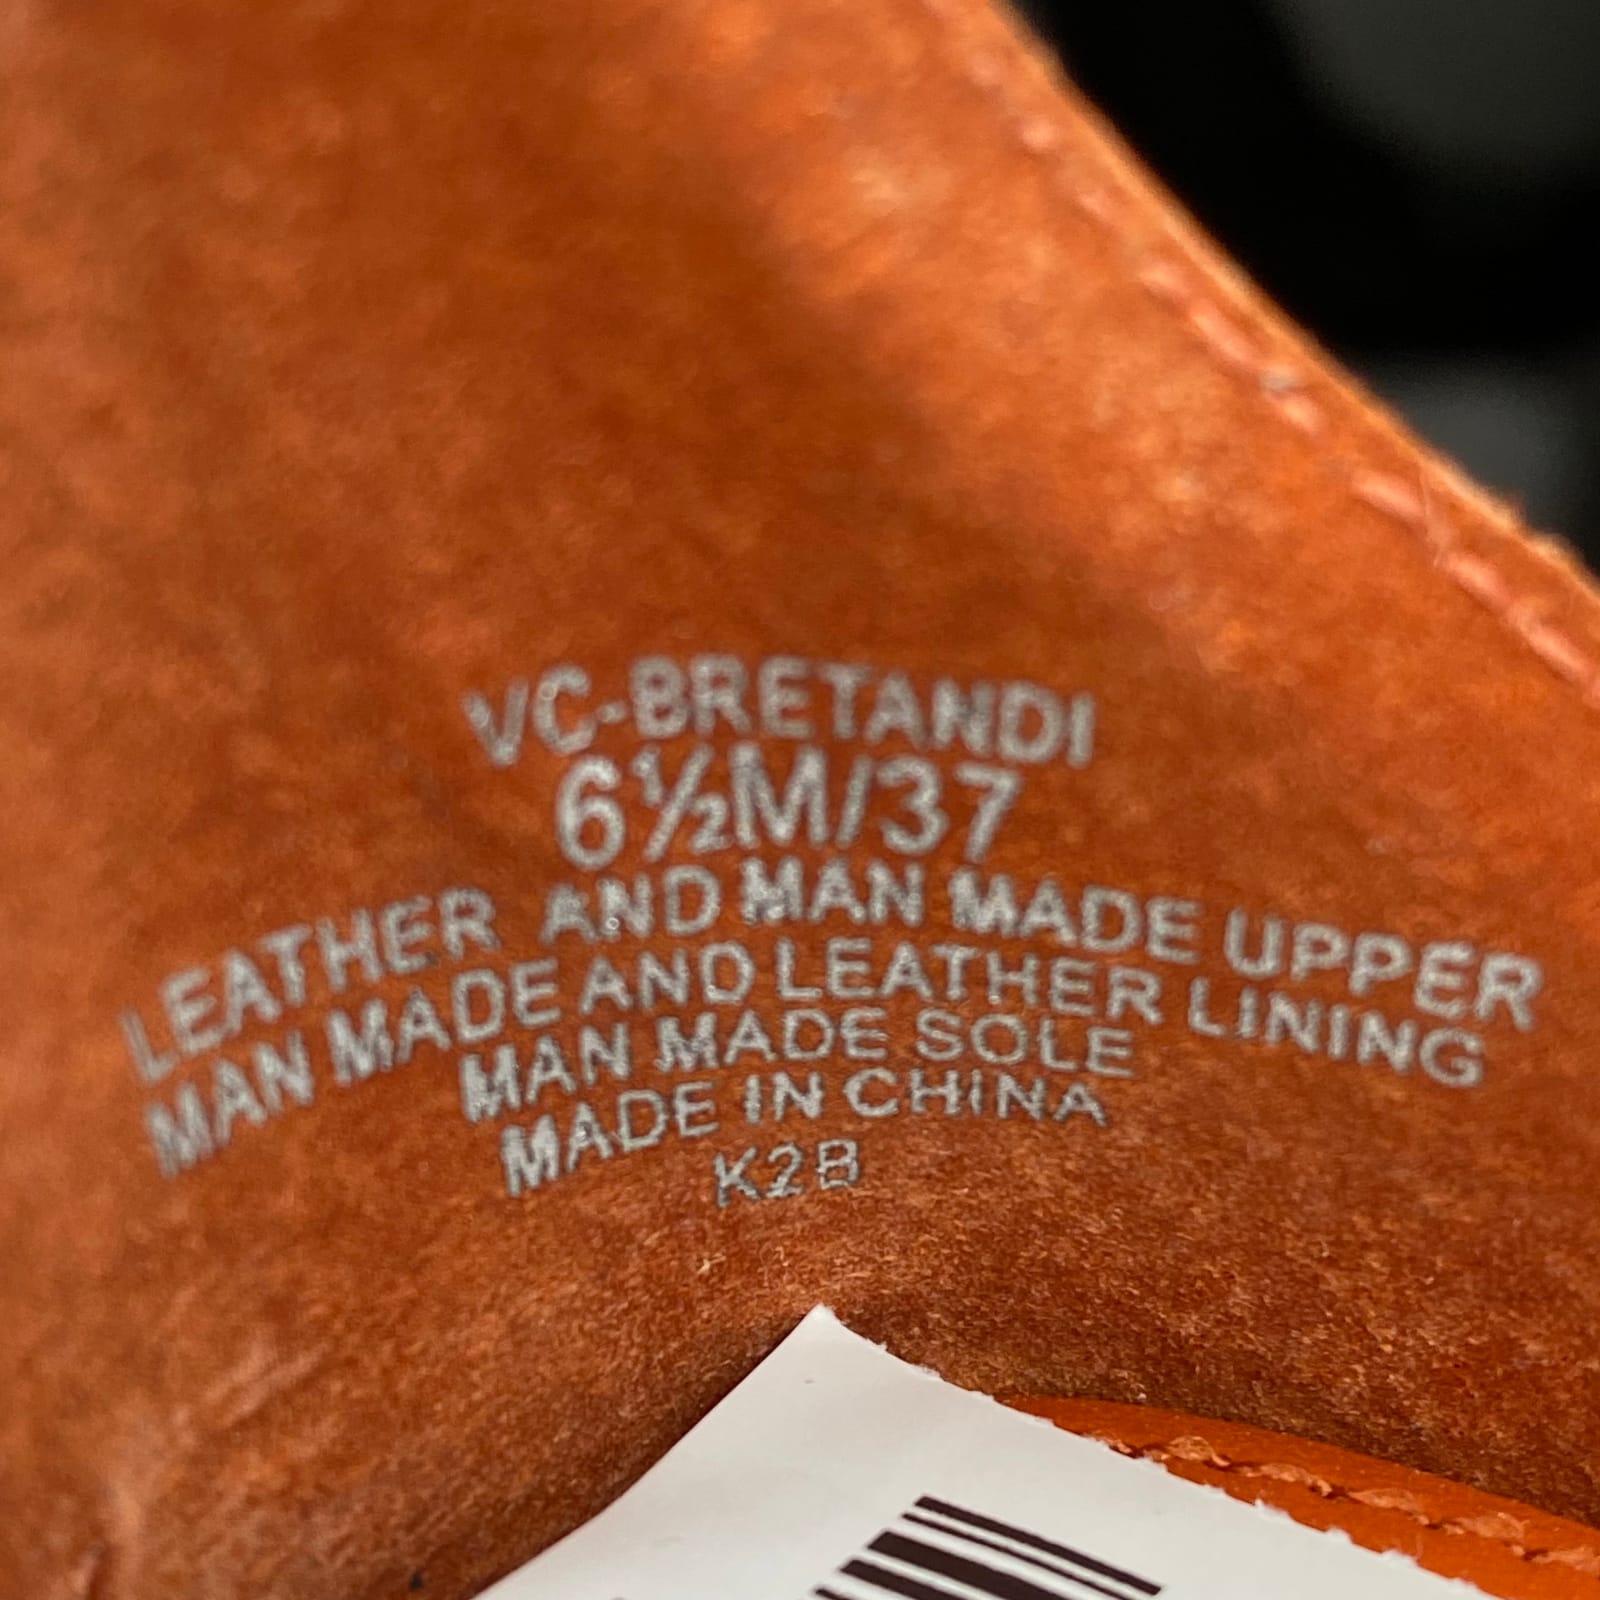 VC-BRETANDI
6½M/37
LEATHER AND MAN MADE UPPER
MAN MADE AND LEATHER LINING
MAN MADE SOLE
MADE IN CHINA
K2B